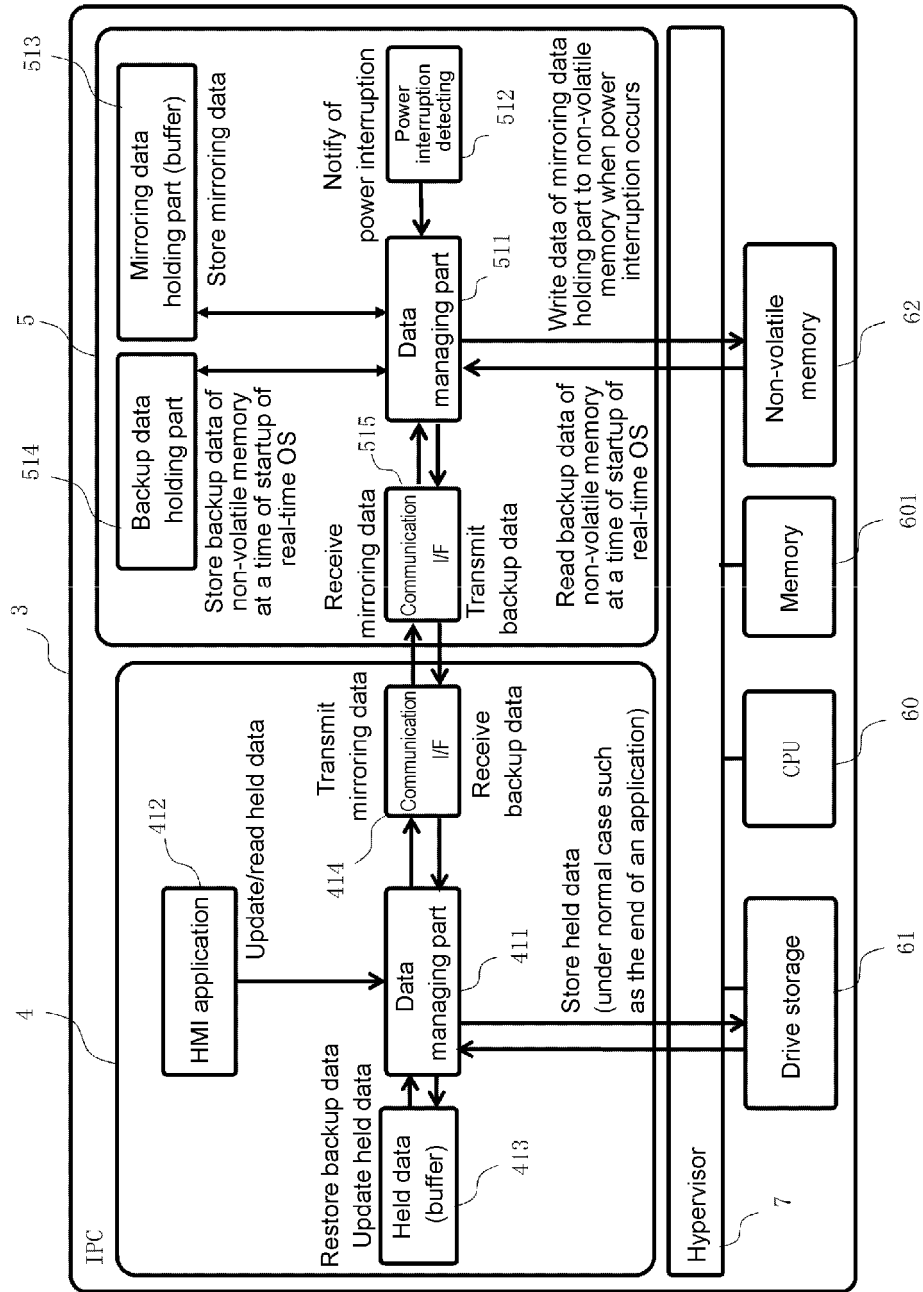 IPC
3
4
5
412
HMI application
Update/read held data
Restore backup data
Update held data
Held data
(buffer)
413
Data
managing part
411
Transmit
mirroring data
Communication
I/F
414
Receive
backup data
Store held data
(under normal case such
as the end of an application)
514
Backup data
holding part
Store backup data of
non-volatile memory
at a time of startup of
real-time OS
513
Mirroring data
holding part (buffer)
Store mirroring data
Receive
mirroring data
515
Communication
I/F
Transmit
backup data
Data
managing part
511
Notify of
power interruption
Power
interruption
detecting
512
Read backup data of
non-volatile memory
at a time of startup of
real-time OS
Write data of mirroring data
holding part to non-volatile
memory when power
interruption occurs
Hypervisor
7
Drive storage
61
CPU
60
Memory
601
Non-volatile
memory
62